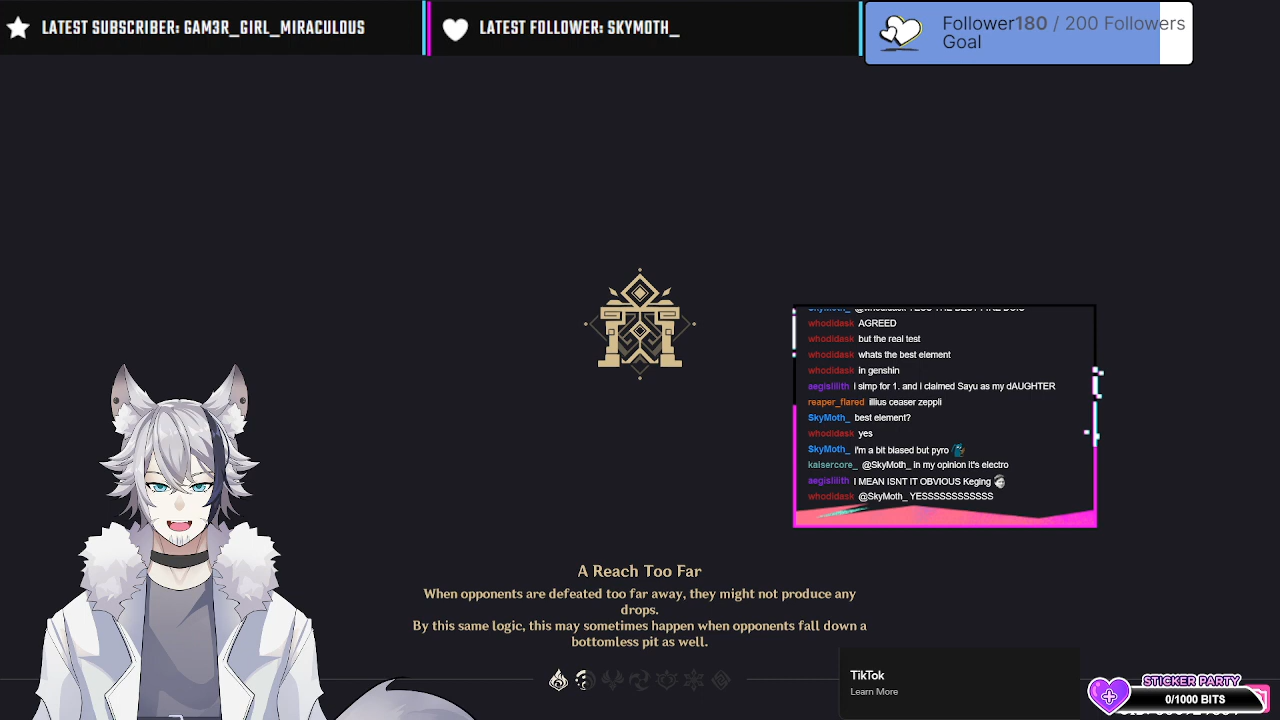 LATEST SUBSCRIBER: GAM3R_GIRL_MIRACULOUS
LATEST FOLLOWER: SKYMOTH_
Follower180 / 200 Followers
Goal
whodidask AGREED
whodidask but the real test
whodidask whats the best element
whodidask in genshin
aegislilith i simp for 1. and i claimed Sayu as my dAUGHTER
reaper_flared illius ceaser zeppli
SkyMoth_ best element?
whodidask yes
SkyMoth_ I'm a bit biased but pyro
kaisercore_ @SkyMoth_ in my opinion it's electro
aegislilith I MEAN ISNT IT OBVIOUS Keging
whodidask @SkyMoth_ YESSSSSSSSSSS
A Reach Too Far
When opponents are defeated too far away, they might not produce any
drops.
By this same logic, this may sometimes happen when opponents fall down a
bottomless pit as well.
TikTok
Learn More
STICKER PARTY
0/1000 BITS